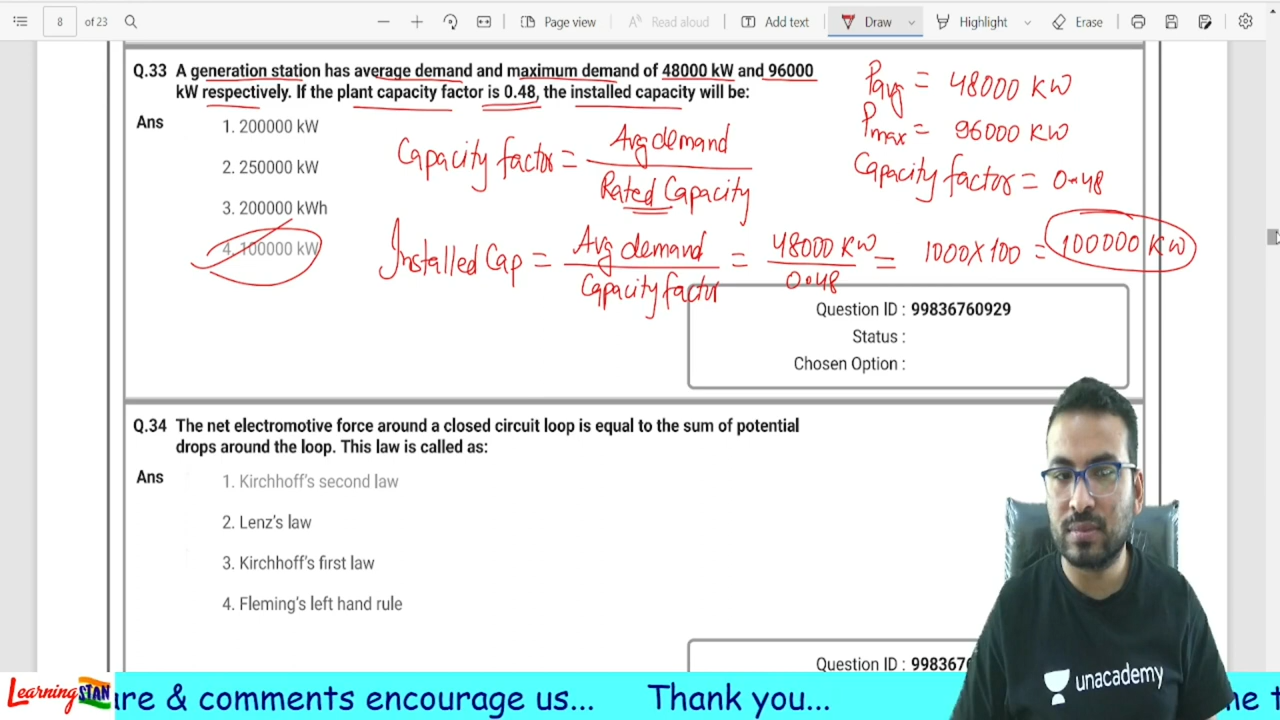 8 of 23 Page view Read aloud Add text Draw Highlight Erase
Q.33 A generation station has average demand and maximum demand of 48000 kW and 96000
kW respectively. If the plant capacity factor is 0.48, the installed capacity will be:
Ans
1. 200000 kW
2. 250000 kW
3. 200000 kWh
4. 100000 kW
Pavg = 48000 KW
Pmax = 96000 KW
Capacity factor = 0.48
Capacity factor = Avg demand
Rated Capacity
Installed Cap = Avg demand = 48000 KW = 1000 X 100 = 100000 KW
Capacity factor 0.48
Question ID : 99836760929
Status :
Chosen Option :
Q.34 The net electromotive force around a closed circuit loop is equal to the sum of potential
drops around the loop. This law is called as:
Ans
1. Kirchhoff's second law
2. Lenz's law
3. Kirchhoff's first law
4. Fleming's left hand rule
Question ID : 998367
unacademy
Learning STAN
are & comments encourage us... Thank you...